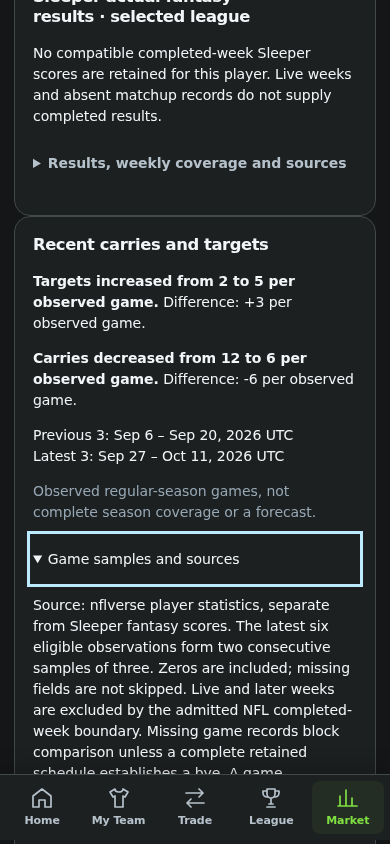 Sleeper actual fantasy
results · selected league
No compatible completed-week Sleeper
scores are retained for this player. Live weeks
and absent matchup records do not supply
completed results.
Results, weekly coverage and sources
Recent carries and targets
Targets increased from 2 to 5 per
observed game. Difference: +3 per
observed game.
Carries decreased from 12 to 6 per
observed game. Difference: -6 per observed
game.
Previous 3: Sep 6 – Sep 20, 2026 UTC
Latest 3: Sep 27 – Oct 11, 2026 UTC
Observed regular-season games, not
complete season coverage or a forecast.
Game samples and sources
Source: nflverse player statistics, separate
from Sleeper fantasy scores. The latest six
eligible observations form two consecutive
samples of three. Zeros are included; missing
fields are not skipped. Live and later weeks
are excluded by the admitted NFL completed-
week boundary. Missing game records block
comparison unless a complete retained
schedule establishes a bye. A game
Home
My Team
Trade
League
Market